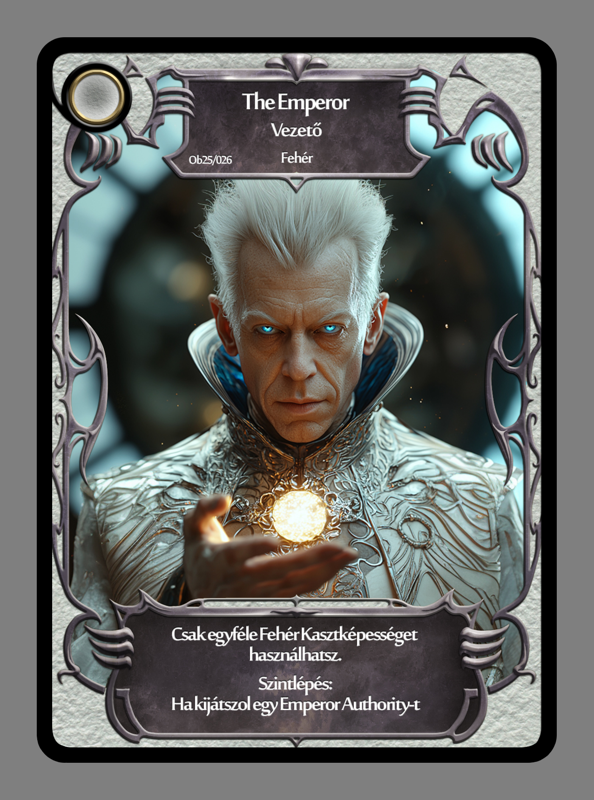 The Emperor
Vezető
Ob25/026 Fehér
Csak egyféle Fehér Kasztképességet
használhatsz.
Szintlépés:
Ha kijátszol egy Emperor Authority-t